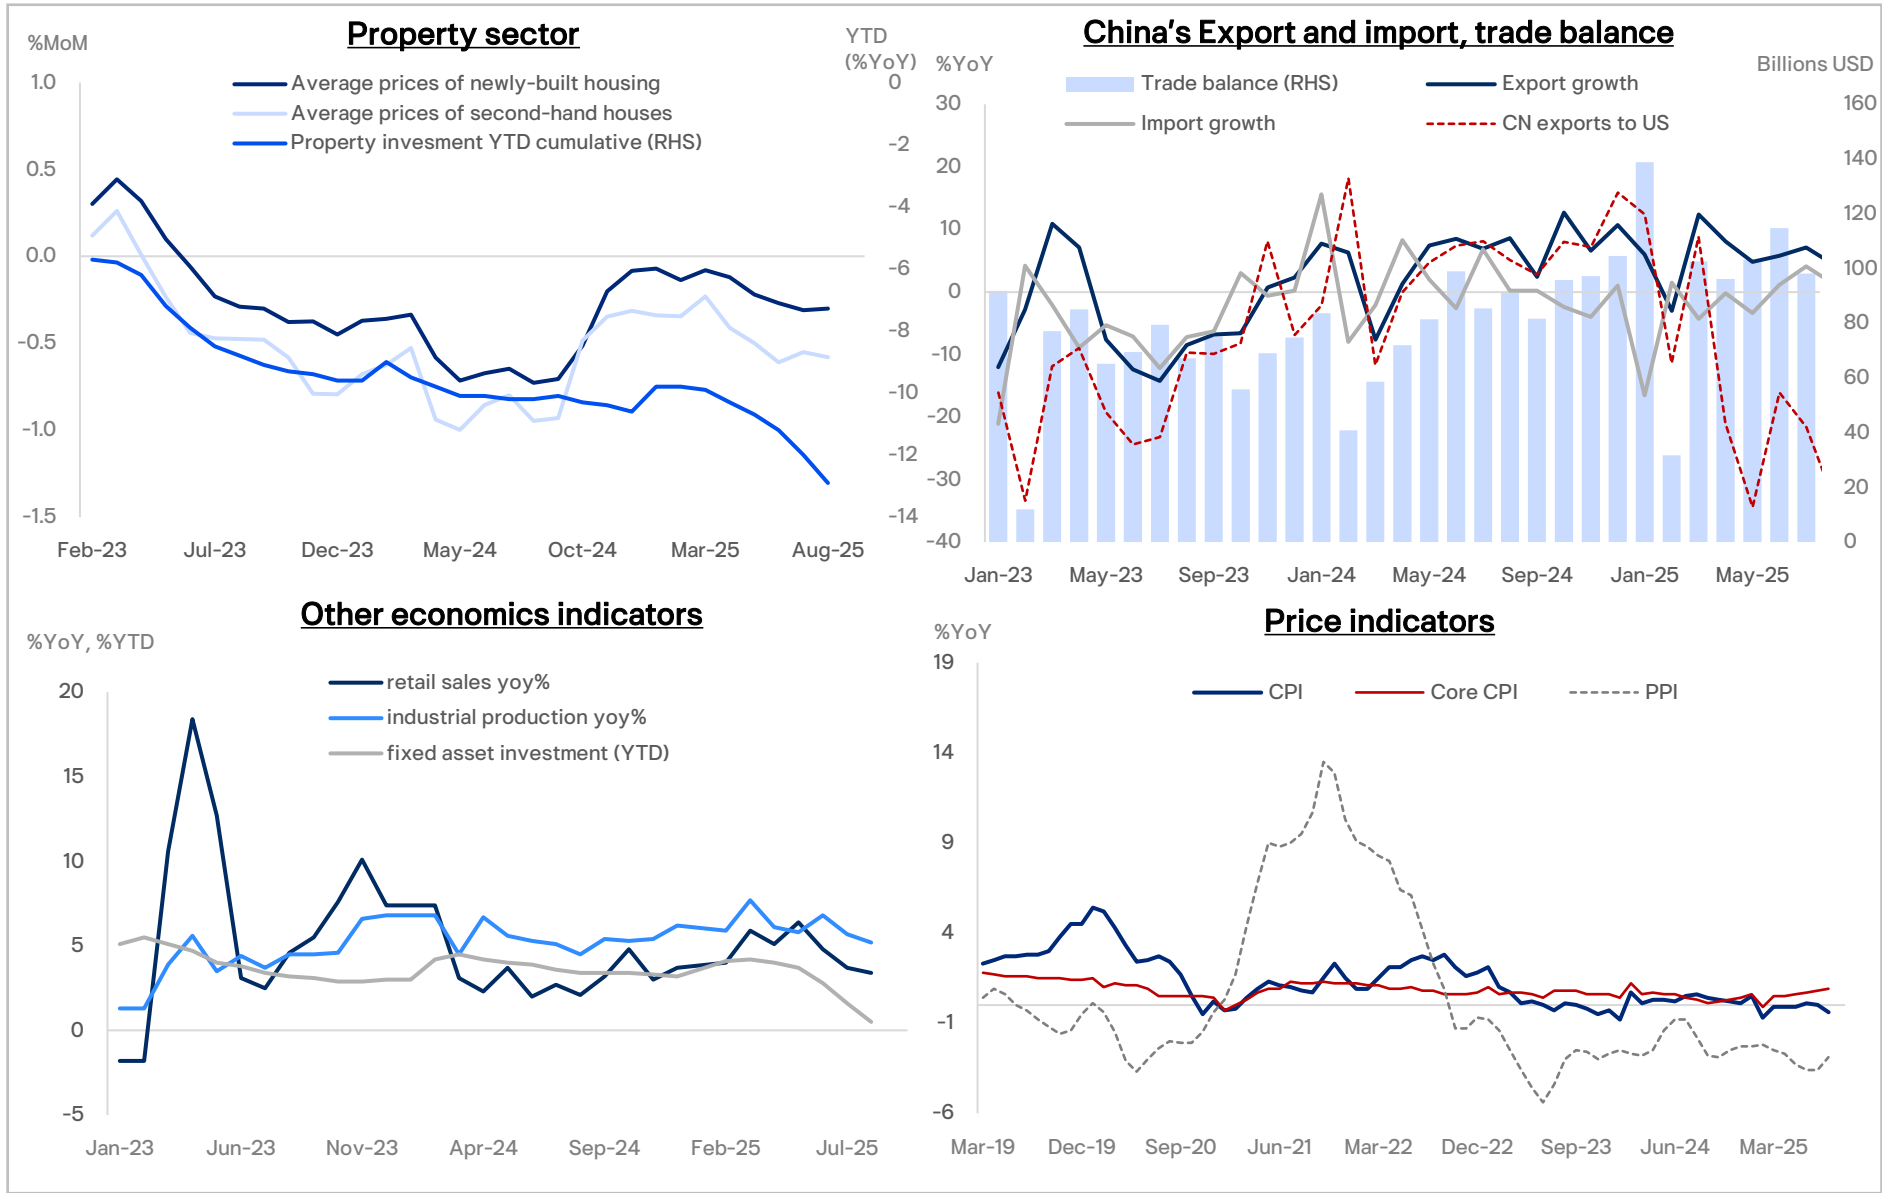 Property sector
%MoM
YTD
(%YoY)
Average prices of newly-built housing
Average prices of second-hand houses
Property invesment YTD cumulative (RHS)
1.0
0.5
0.0
-0.5
-1.0
-1.5
0
-2
-4
-6
-8
-10
-12
-14
Feb-23
Jul-23
Dec-23
May-24
Oct-24
Mar-25
Aug-25
China's Export and import, trade balance
%YoY
Billions USD
Trade balance (RHS)
Export growth
Import growth
CN exports to US
30
20
10
0
-10
-20
-30
-40
160
140
120
100
80
60
40
20
0
Jan-23
May-23
Sep-23
Jan-24
May-24
Sep-24
Jan-25
May-25
Other economics indicators
%YoY, %YTD
retail sales yoy%
industrial production yoy%
fixed asset investment (YTD)
20
15
10
5
0
-5
Jan-23
Jun-23
Nov-23
Apr-24
Sep-24
Feb-25
Jul-25
Price indicators
%YoY
CPI
Core CPI
PPI
19
14
9
4
-1
-6
Mar-19
Dec-19
Sep-20
Jun-21
Mar-22
Dec-22
Sep-23
Jun-24
Mar-25